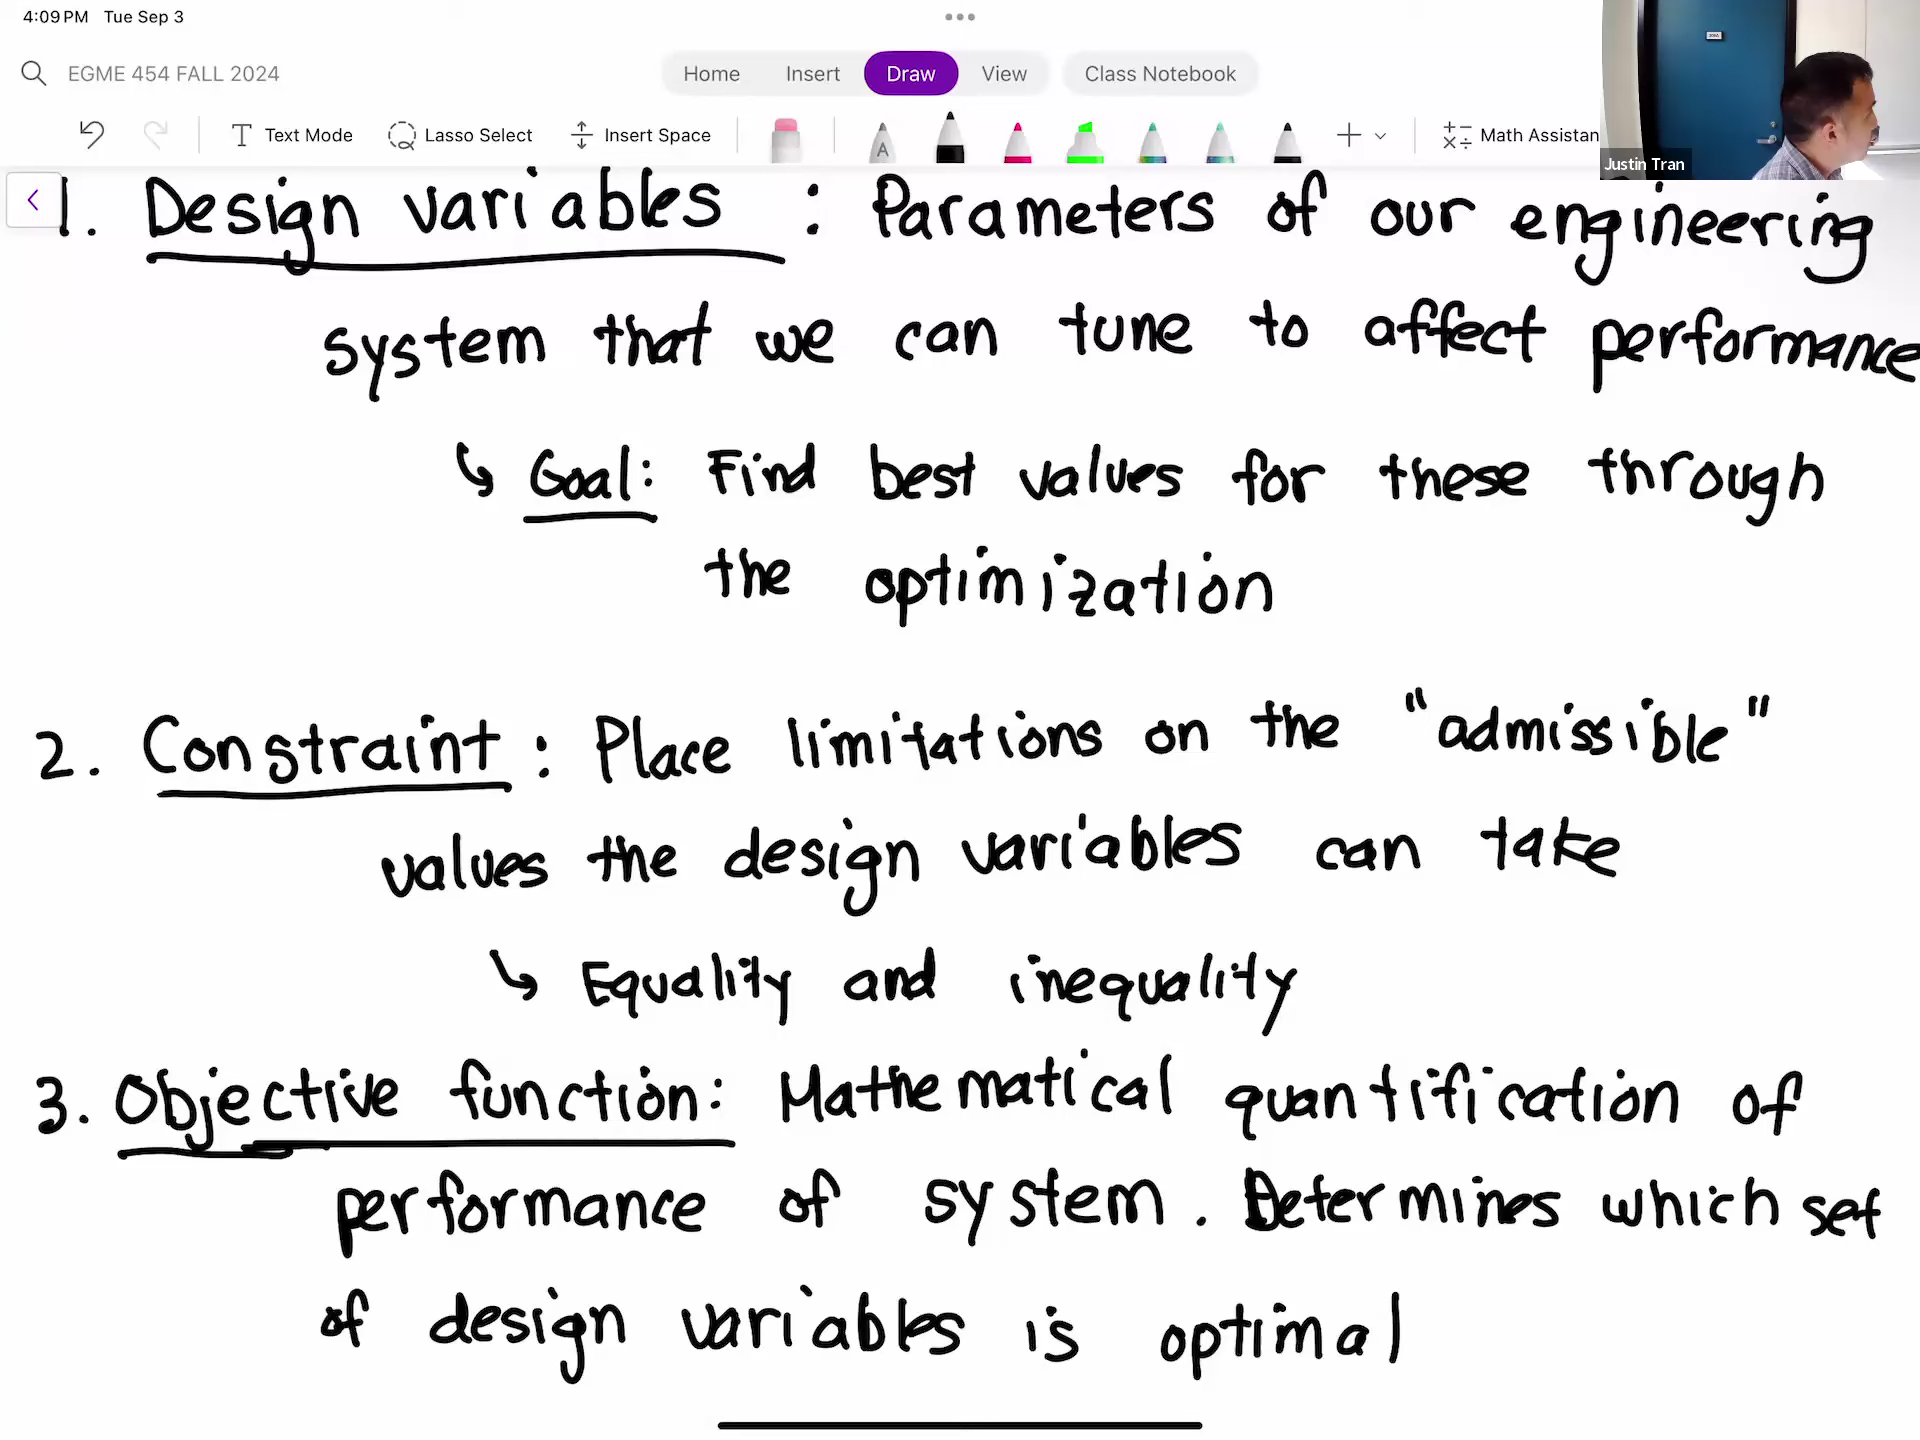 4:09 PM Tue Sep 3
EGME 454 FALL 2024
Home Insert Draw View Class Notebook
Text Mode Lasso Select Insert Space A Math Assistan
Justin Tran
1. Design variables : Parameters of our engineering
system that we can tune to affect performance
↳ Goal: Find best values for these through
the optimization
2. Constraint : Place limitations on the "admissible"
values the design variables can take
↳ Equality and inequality
3. Objective function: Mathematical quantification of
performance of system. Determines which set
of design variables is optimal